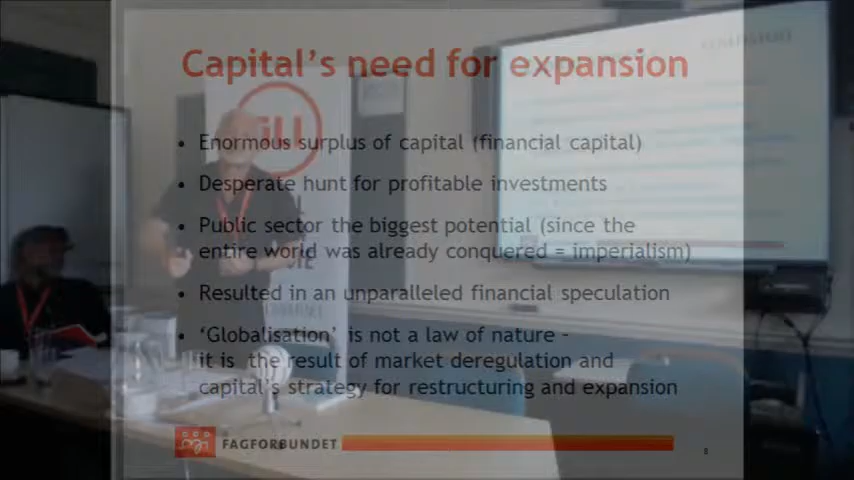 Capital's need for expansion
• Enormous surplus of capital (financial capital)
• Desperate hunt for profitable investments
• Public sector the biggest potential (since the
entire world was already conquered = imperialism)
• Resulted in an unparalleled financial speculation
• 'Globalisation' is not a law of nature –
it is the result of market deregulation and
capital's strategy for restructuring and expansion
FAGFORBUNDET